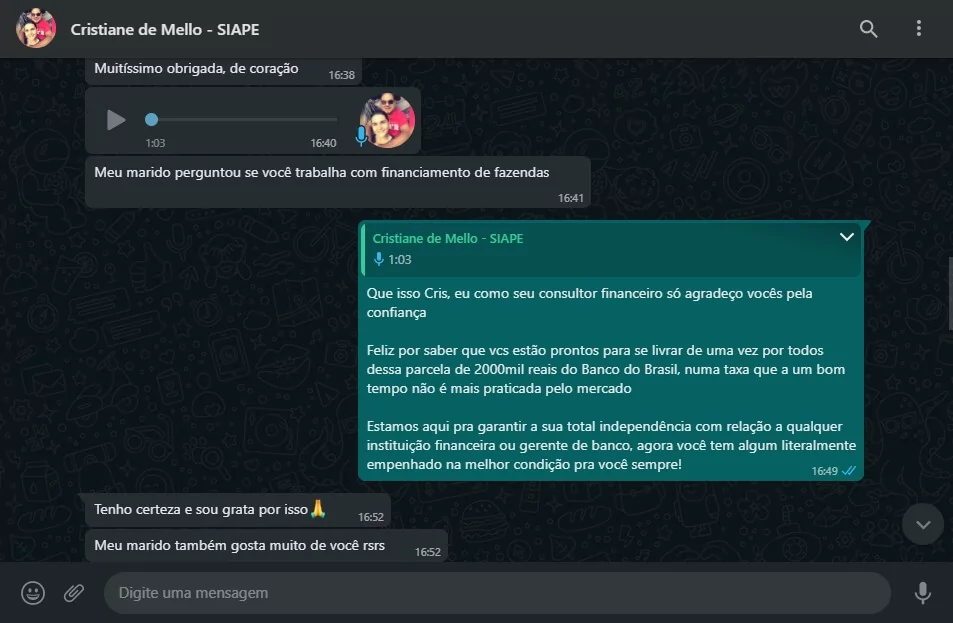 Cristiane de Mello - SIAPE
Muitíssimo obrigada, de coração
16:38
1:03
16:40
Meu marido perguntou se você trabalha com financiamento de fazendas
16:41
Cristiane de Mello - SIAPE
1:03
Que isso Cris, eu como seu consultor financeiro só agradeço vocês pela
confiança
Feliz por saber que vcs estão prontos para se livrar de uma vez por todos
dessa parcela de 2000mil reais do Banco do Brasil, numa taxa que a um bom
tempo não é mais praticada pelo mercado
Estamos aqui pra garantir a sua total independência com relação a qualquer
instituição financeira ou gerente de banco, agora você tem algum literalmente
empenhado na melhor condição pra você sempre!
16:49
Tenho certeza e sou grata por isso🙏
16:52
Meu marido também gosta muito de você rsrs
16:52
Digite uma mensagem